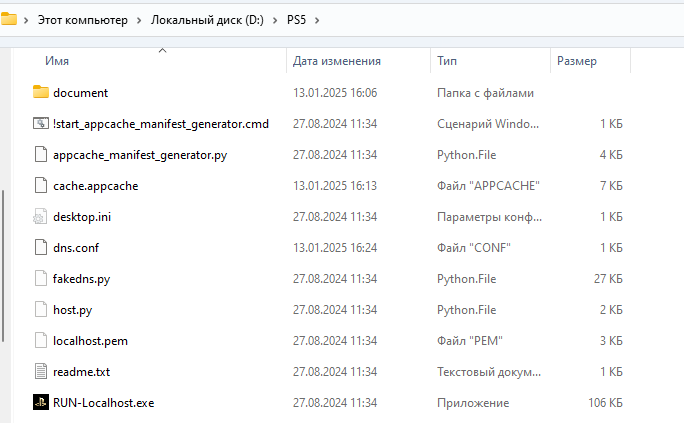 Этот компьютер > Локальный диск (D:) > PS5 >
Имя Дата изменения Тип Размер
document 13.01.2025 16:06 Папка с файлами
!start_appcache_manifest_generator.cmd 27.08.2024 11:34 Сценарий Windo... 1 КБ
appcache_manifest_generator.py 27.08.2024 11:34 Python.File 4 КБ
cache.appcache 13.01.2025 16:13 Файл "APPCACHE" 7 КБ
desktop.ini 27.08.2024 11:34 Параметры конф... 1 КБ
dns.conf 13.01.2025 16:24 Файл "CONF" 1 КБ
fakedns.py 27.08.2024 11:34 Python.File 27 КБ
host.py 27.08.2024 11:34 Python.File 2 КБ
localhost.pem 27.08.2024 11:34 Файл "PEM" 3 КБ
readme.txt 27.08.2024 11:34 Текстовый докум... 1 КБ
RUN-Localhost.exe 27.08.2024 11:34 Приложение 106 КБ